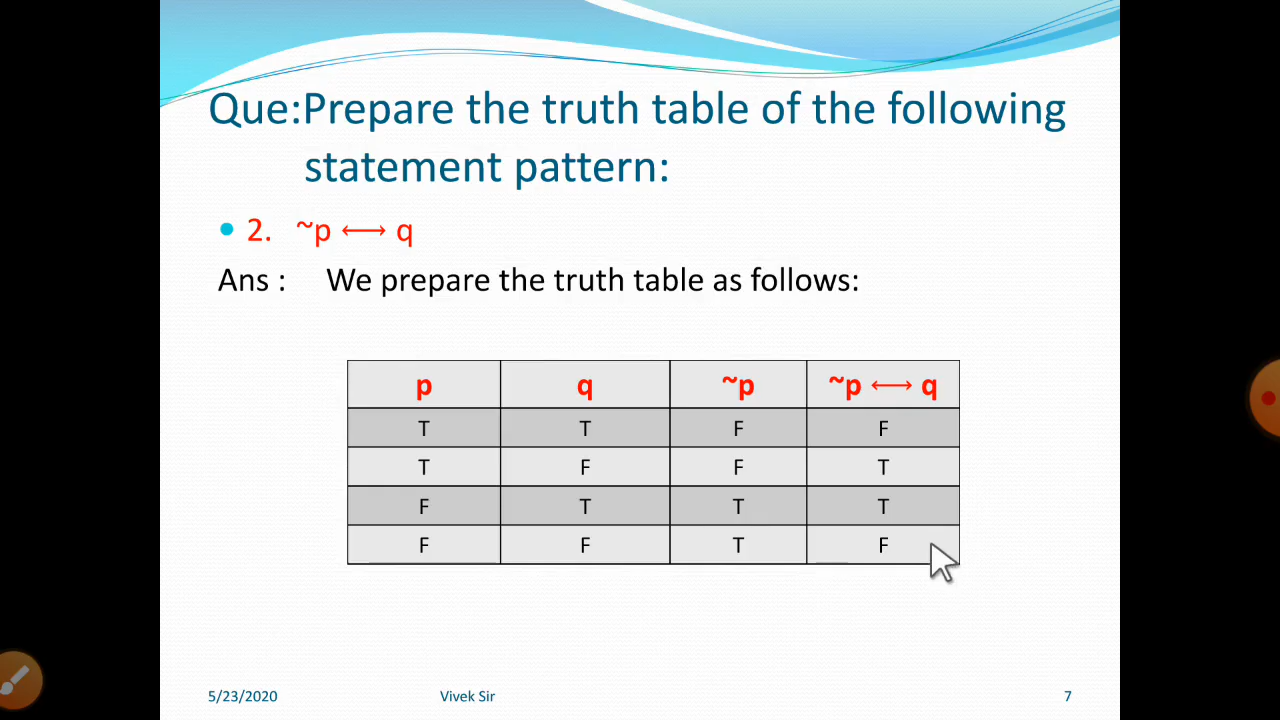 Que:Prepare the truth table of the following
statement pattern:
2. ~p ⟷ q
Ans : We prepare the truth table as follows:
p q ~p ~p ⟷ q
T T F F
T F F T
F T T T
F F T F
5/23/2020 Vivek Sir 7